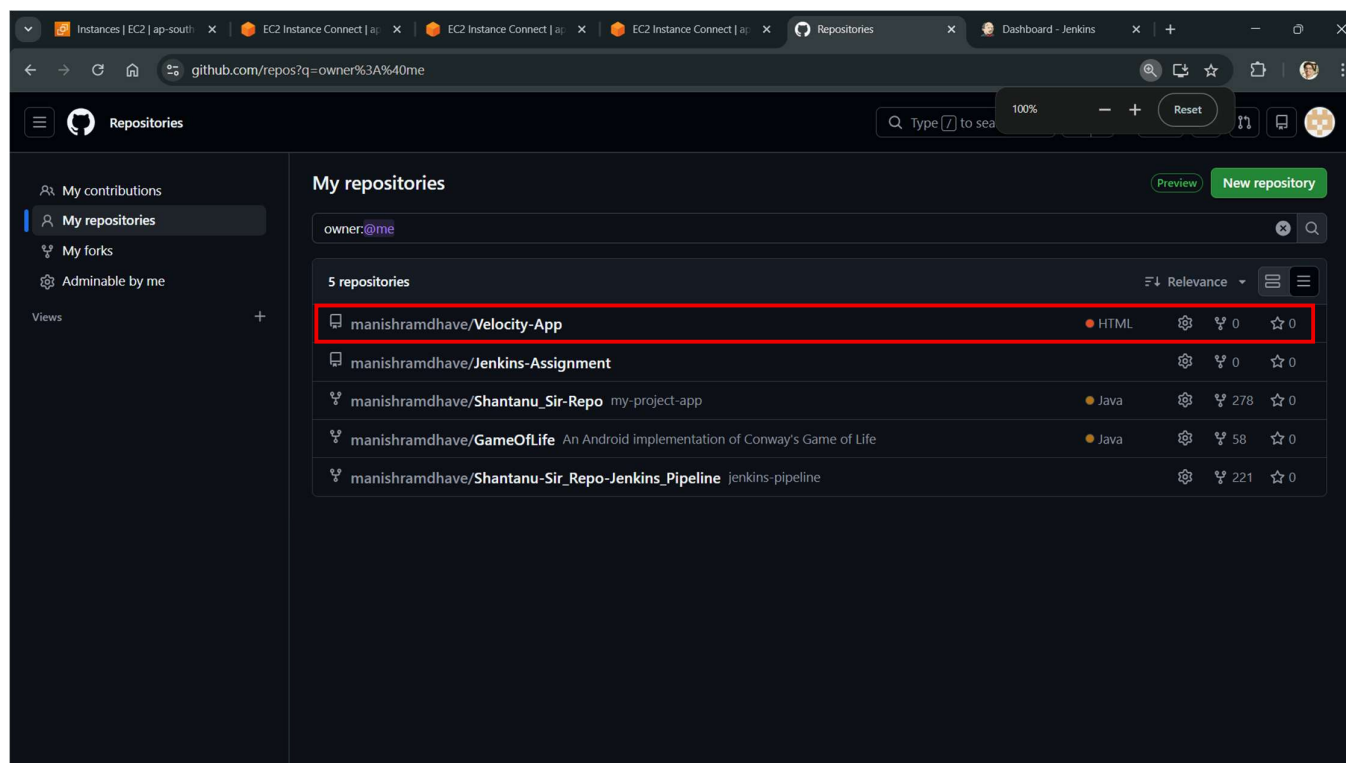 Instances | EC2 | ap-south
EC2 Instance Connect | ap
EC2 Instance Connect | ap
EC2 Instance Connect | ap
Repositories
Dashboard - Jenkins
github.com/repos?q=owner%3A%40me
100%
Reset
Repositories
Type / to sea
My contributions
My repositories
My forks
Adminable by me
Views
My repositories
Preview
New repository
owner:@me
5 repositories
Relevance
manishramdhave/Velocity-App HTML 0 0
manishramdhave/Jenkins-Assignment 0 0
manishramdhave/Shantanu_Sir-Repo my-project-app Java 278 0
manishramdhave/GameOfLife An Android implementation of Conway's Game of Life Java 58 0
manishramdhave/Shantanu-Sir_Repo-Jenkins_Pipeline jenkins-pipeline 221 0